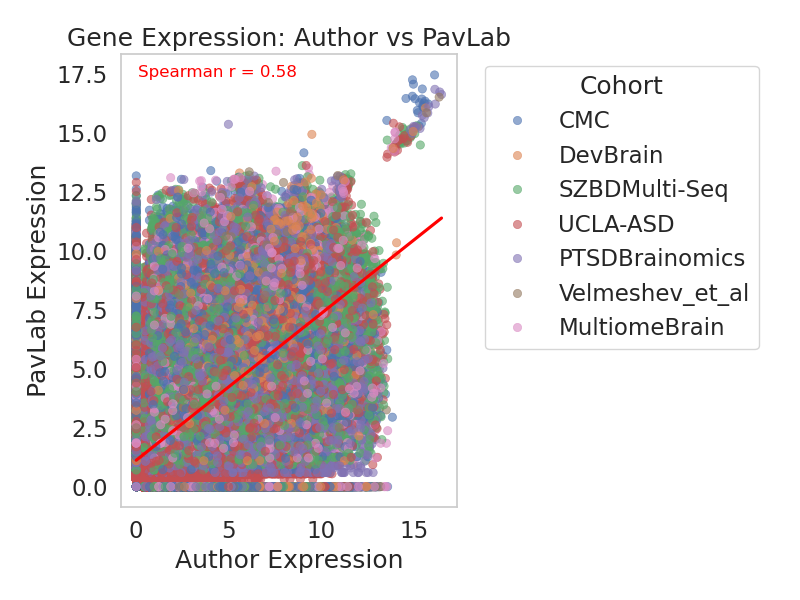 Gene Expression: Author vs PavLab
Spearman r = 0.58
17.5
15.0
12.5
10.0
7.5
5.0
2.5
0.0
PavLab Expression
0 5 10 15
Author Expression
Cohort
CMC
DevBrain
SZBDMulti-Seq
UCLA-ASD
PTSDBrainomics
Velmeshev_et_al
MultiomeBrain